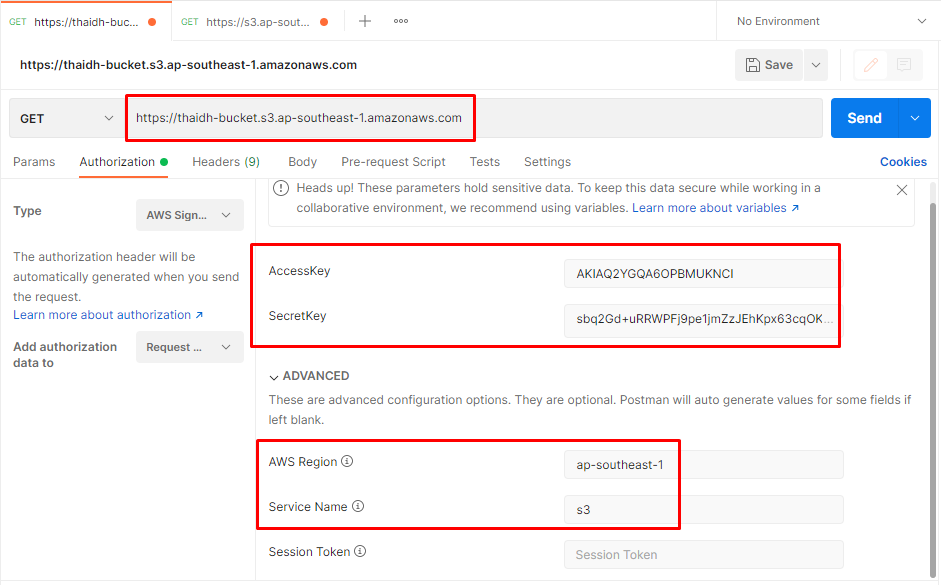 GET https://thaidh-buc...
GET https://s3.ap-sout...
No Environment
https://thaidh-bucket.s3.ap-southeast-1.amazonaws.com
Save
GET
https://thaidh-bucket.s3.ap-southeast-1.amazonaws.com
Send
Params Authorization Headers (9) Body Pre-request Script Tests Settings Cookies
Type
AWS Sign...
The authorization header will be
automatically generated when you send
the request.
Learn more about authorization ↗
Add authorization
data to
Request ...
Heads up! These parameters hold sensitive data. To keep this data secure while working in a
collaborative environment, we recommend using variables. Learn more about variables ↗
AccessKey
AKIAQ2YGQA6OPBMUKNCI
SecretKey
sbq2Gd+uRRWPFj9pe1jmZzJEhKpx63cqOK...
ADVANCED
These are advanced configuration options. They are optional. Postman will auto generate values for some fields if
left blank.
AWS Region
ap-southeast-1
Service Name
s3
Session Token
Session Token